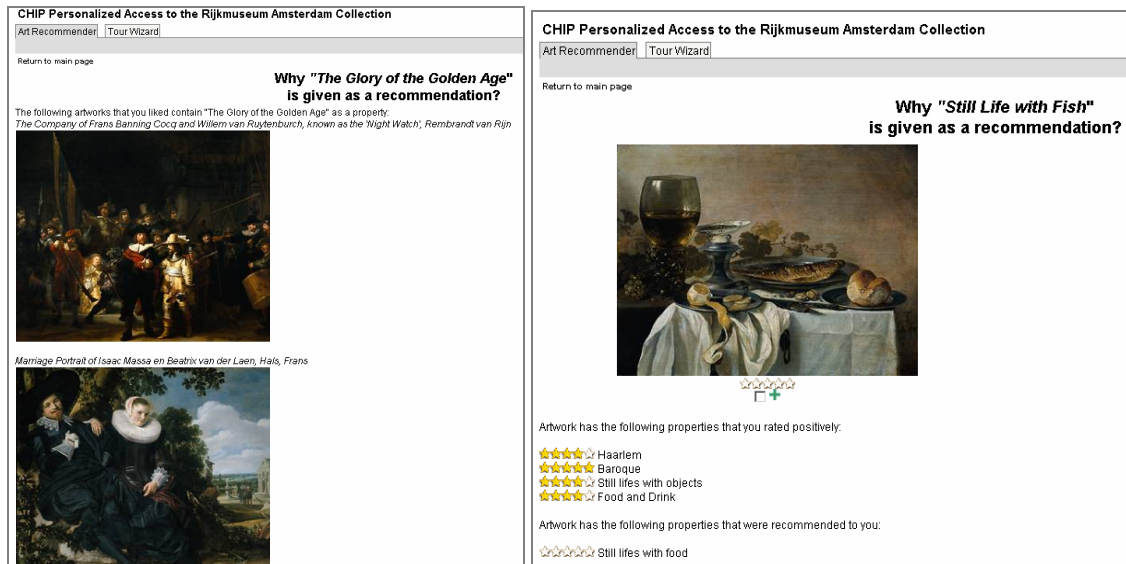 CHIP Personalized Access to the Rijkmuseum Amsterdam Collection
Art Recommender Tour Wizard
Return to main page
Why "The Glory of the Golden Age"
is given as a recommendation?
The following artworks that you liked contain "The Glory of the Golden Age" as a property:
The Company of Frans Banning Cocq and Willem van Ruytenburch, known as the 'Night Watch', Rembrandt van Rijn
Marriage Portrait of Isaac Massa en Beatrix van der Laen, Hals, Frans
CHIP Personalized Access to the Rijkmuseum Amsterdam Collection
Art Recommender Tour Wizard
Return to main page
Why "Still Life with Fish"
is given as a recommendation?
Artwork has the following properties that you rated positively:
Haarlem
Baroque
Still lifes with objects
Food and Drink
Artwork has the following properties that were recommended to you:
Still lifes with food